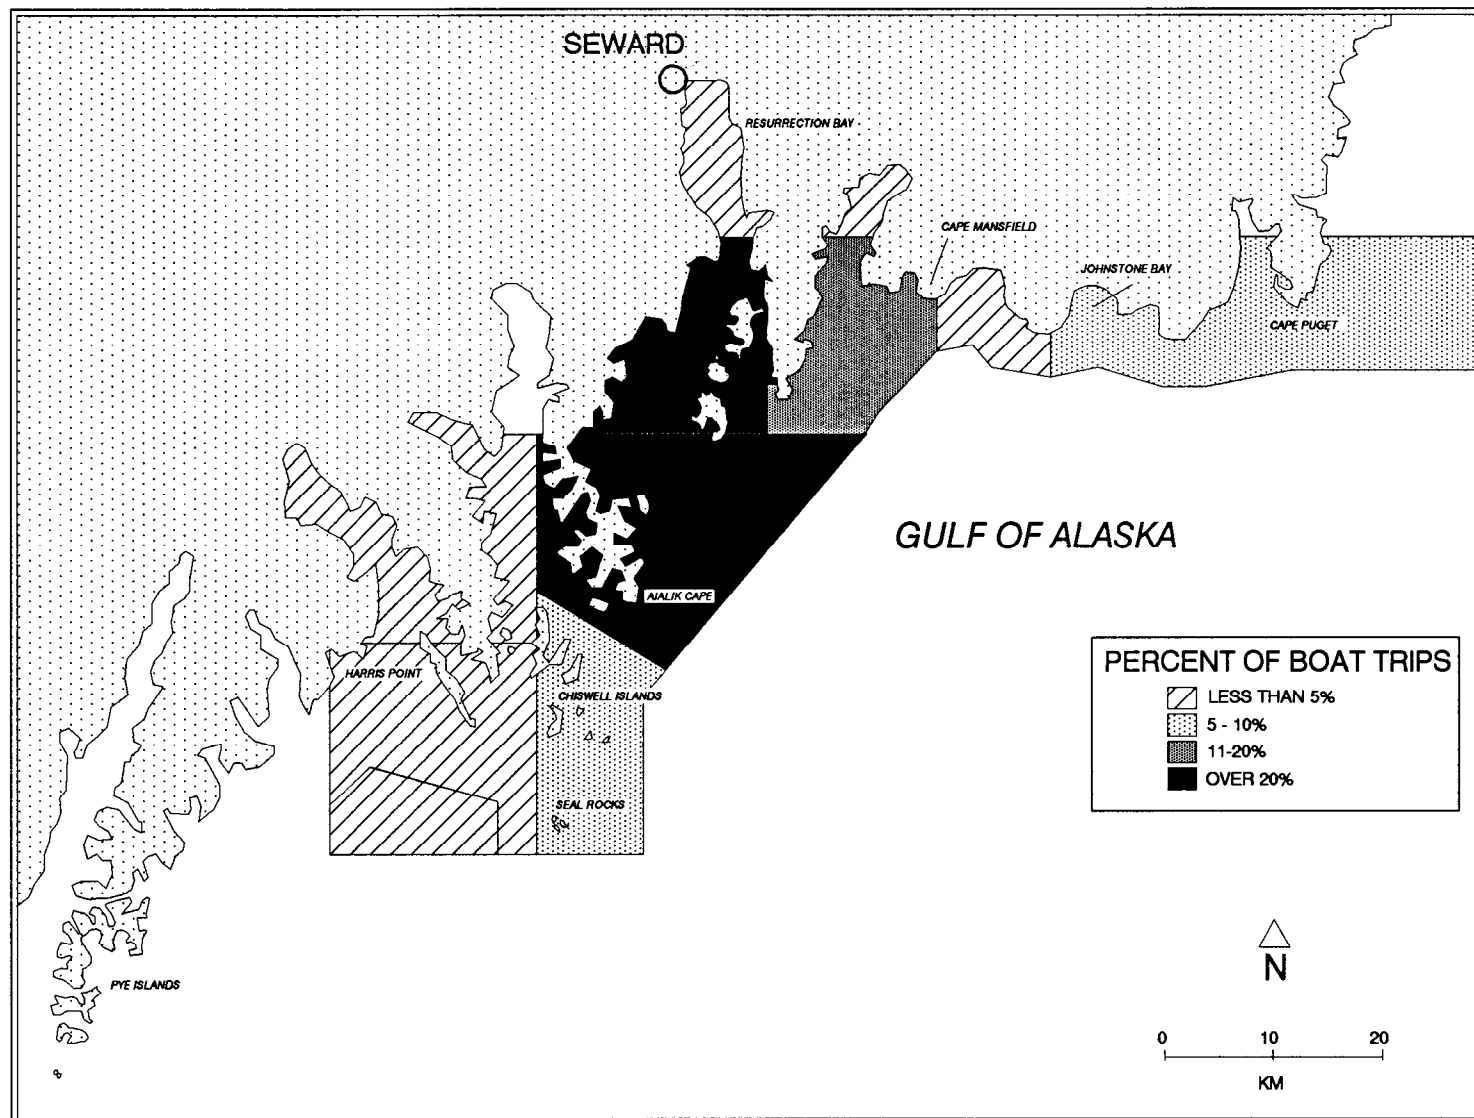 SEWARD
RESURRECTION BAY
CAPE MANSFIELD
JOHNSTONE BAY
CAPE PUGET
GULF OF ALASKA
AIALIK CAPE
HARRIS POINT
CHISWELL ISLANDS
SEAL ROCKS
PYE ISLANDS
PERCENT OF BOAT TRIPS
LESS THAN 5%
5 - 10%
11-20%
OVER 20%
N
0 10 20
KM